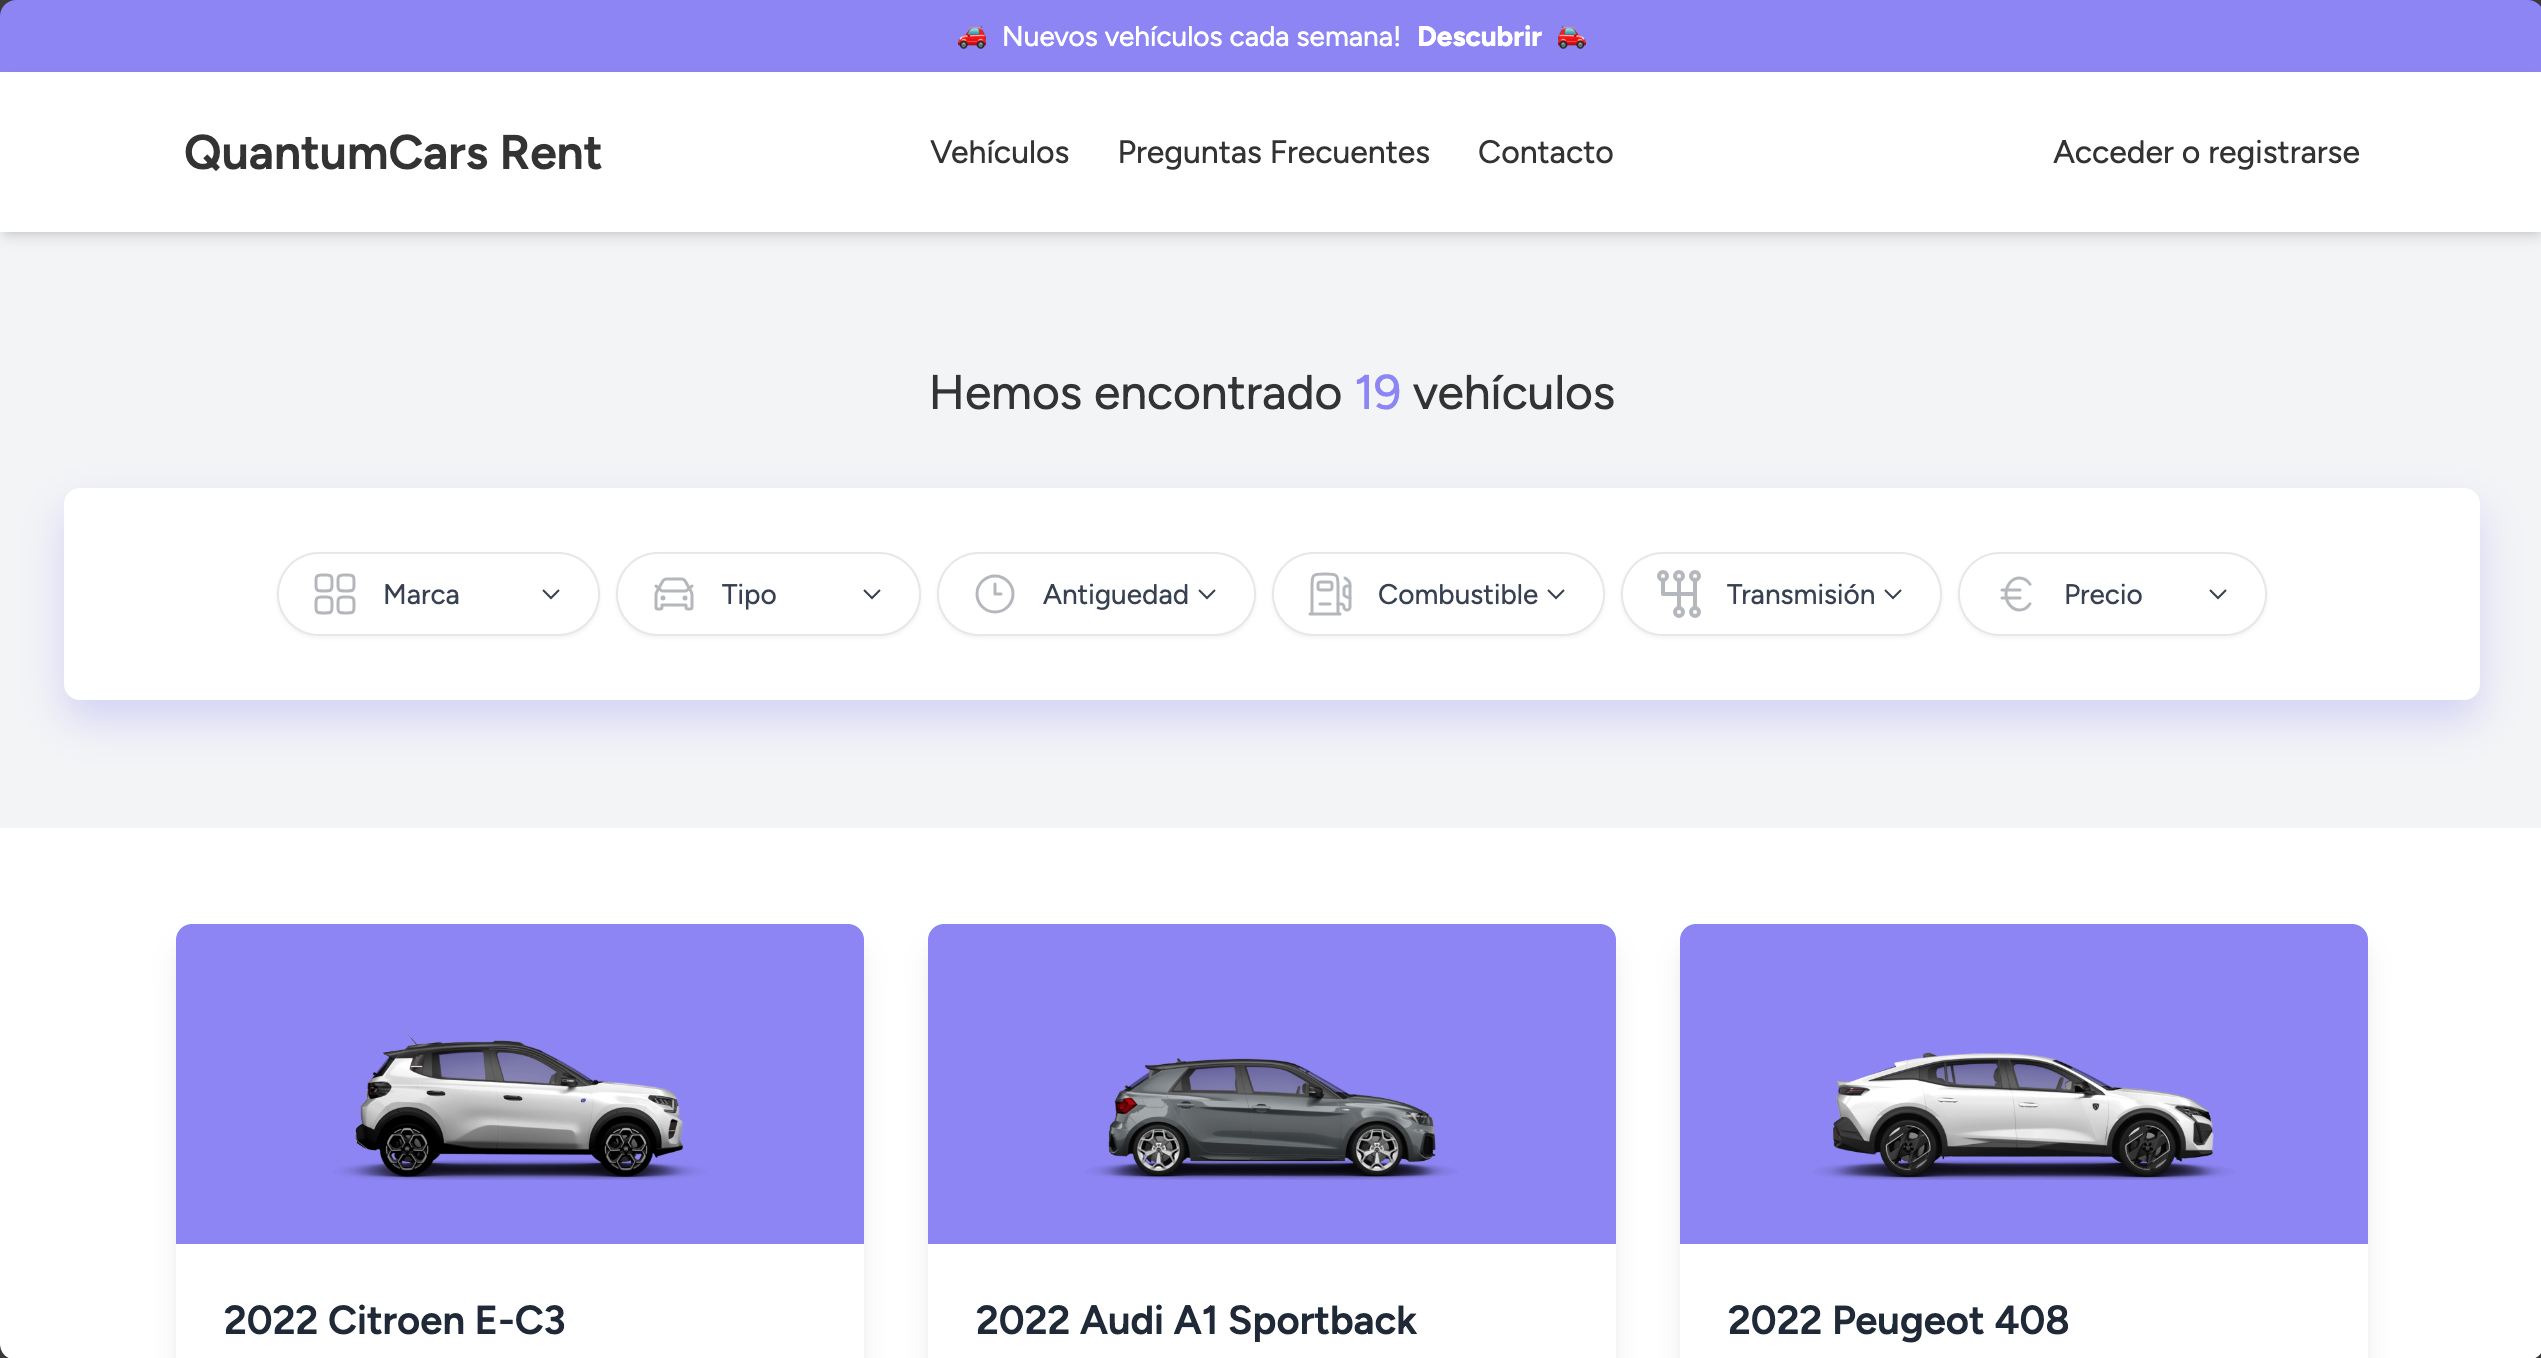 🚗 Nuevos vehículos cada semana! Descubrir 🚗
QuantumCars Rent
Vehículos Preguntas Frecuentes Contacto
Acceder o registrarse
Hemos encontrado 19 vehículos
Marca Tipo Antiguedad Combustible Transmisión Precio
2022 Citroen E-C3
2022 Audi A1 Sportback
2022 Peugeot 408